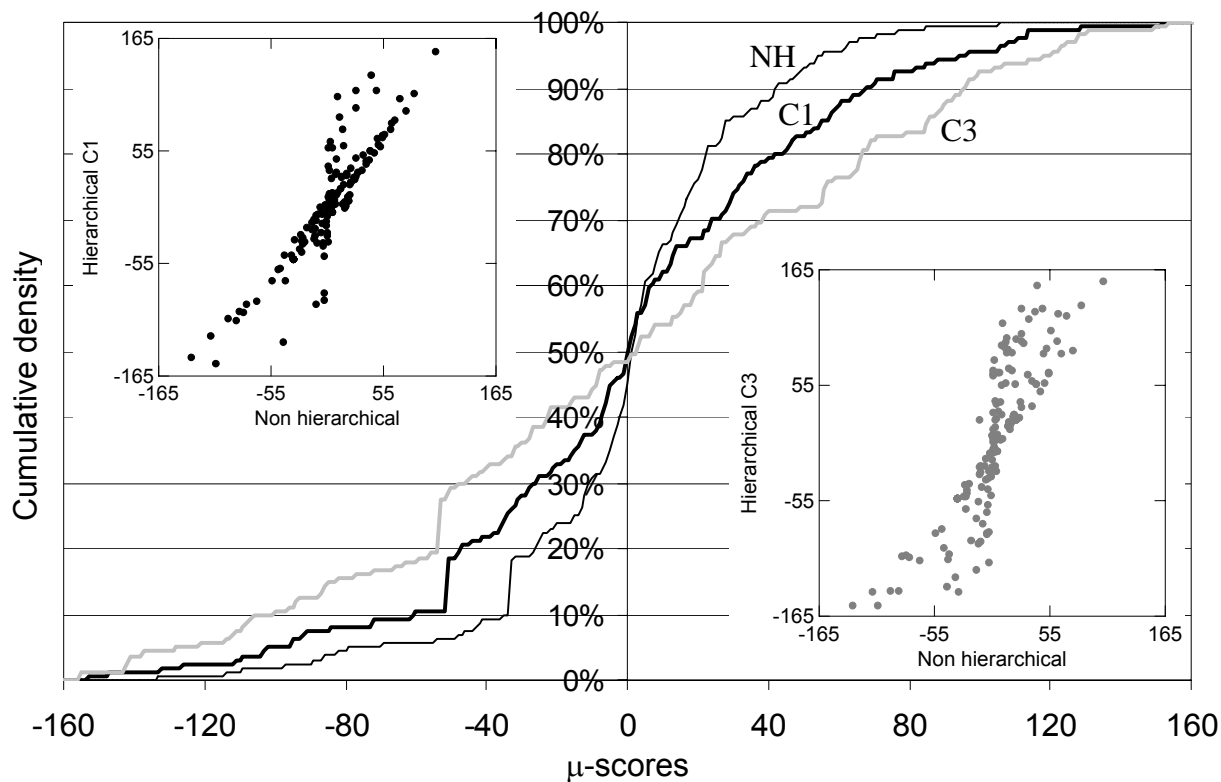 100%
90%
80%
70%
60%
50%
40%
30%
20%
10%
0%
Cumulative density
-160 -120 -80 -40 0 40 80 120 160
μ-scores
NH
C1
C3
165
55
-55
-165
Hierarchical C1
-165 -55 55 165
Non hierarchical
165
55
-55
-165
Hierarchical C3
-165 -55 55 165
Non hierarchical